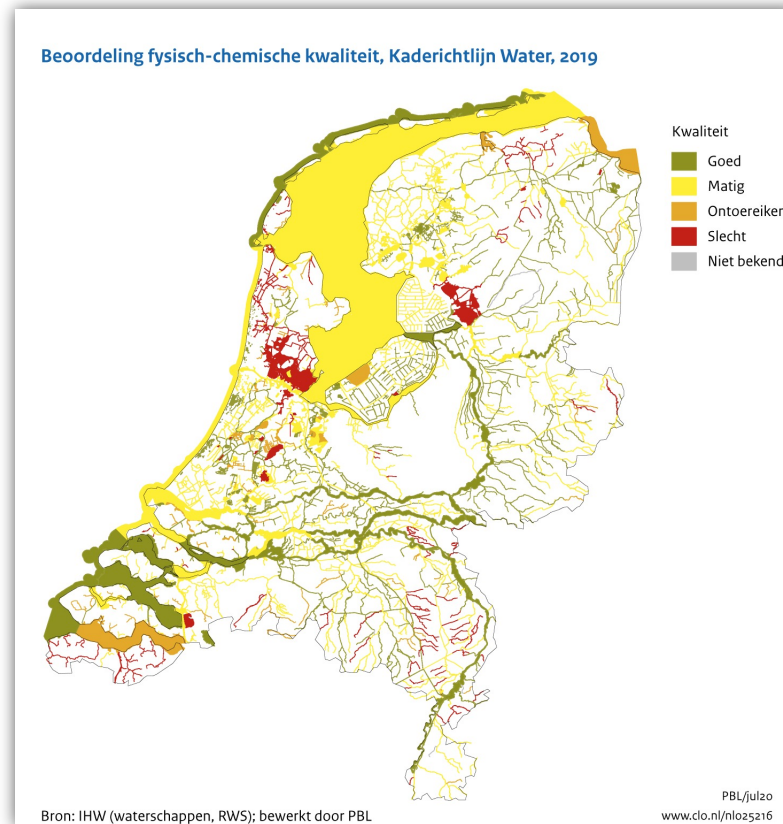 Beoordeling fysisch-chemische kwaliteit, Kaderichtlijn Water, 2019
Kwaliteit
Goed
Matig
Ontoereiken
Slecht
Niet bekend
PBL/jul20
Bron: IHW (waterschappen, RWS); bewerkt door PBL
www.clo.nl/nl025216